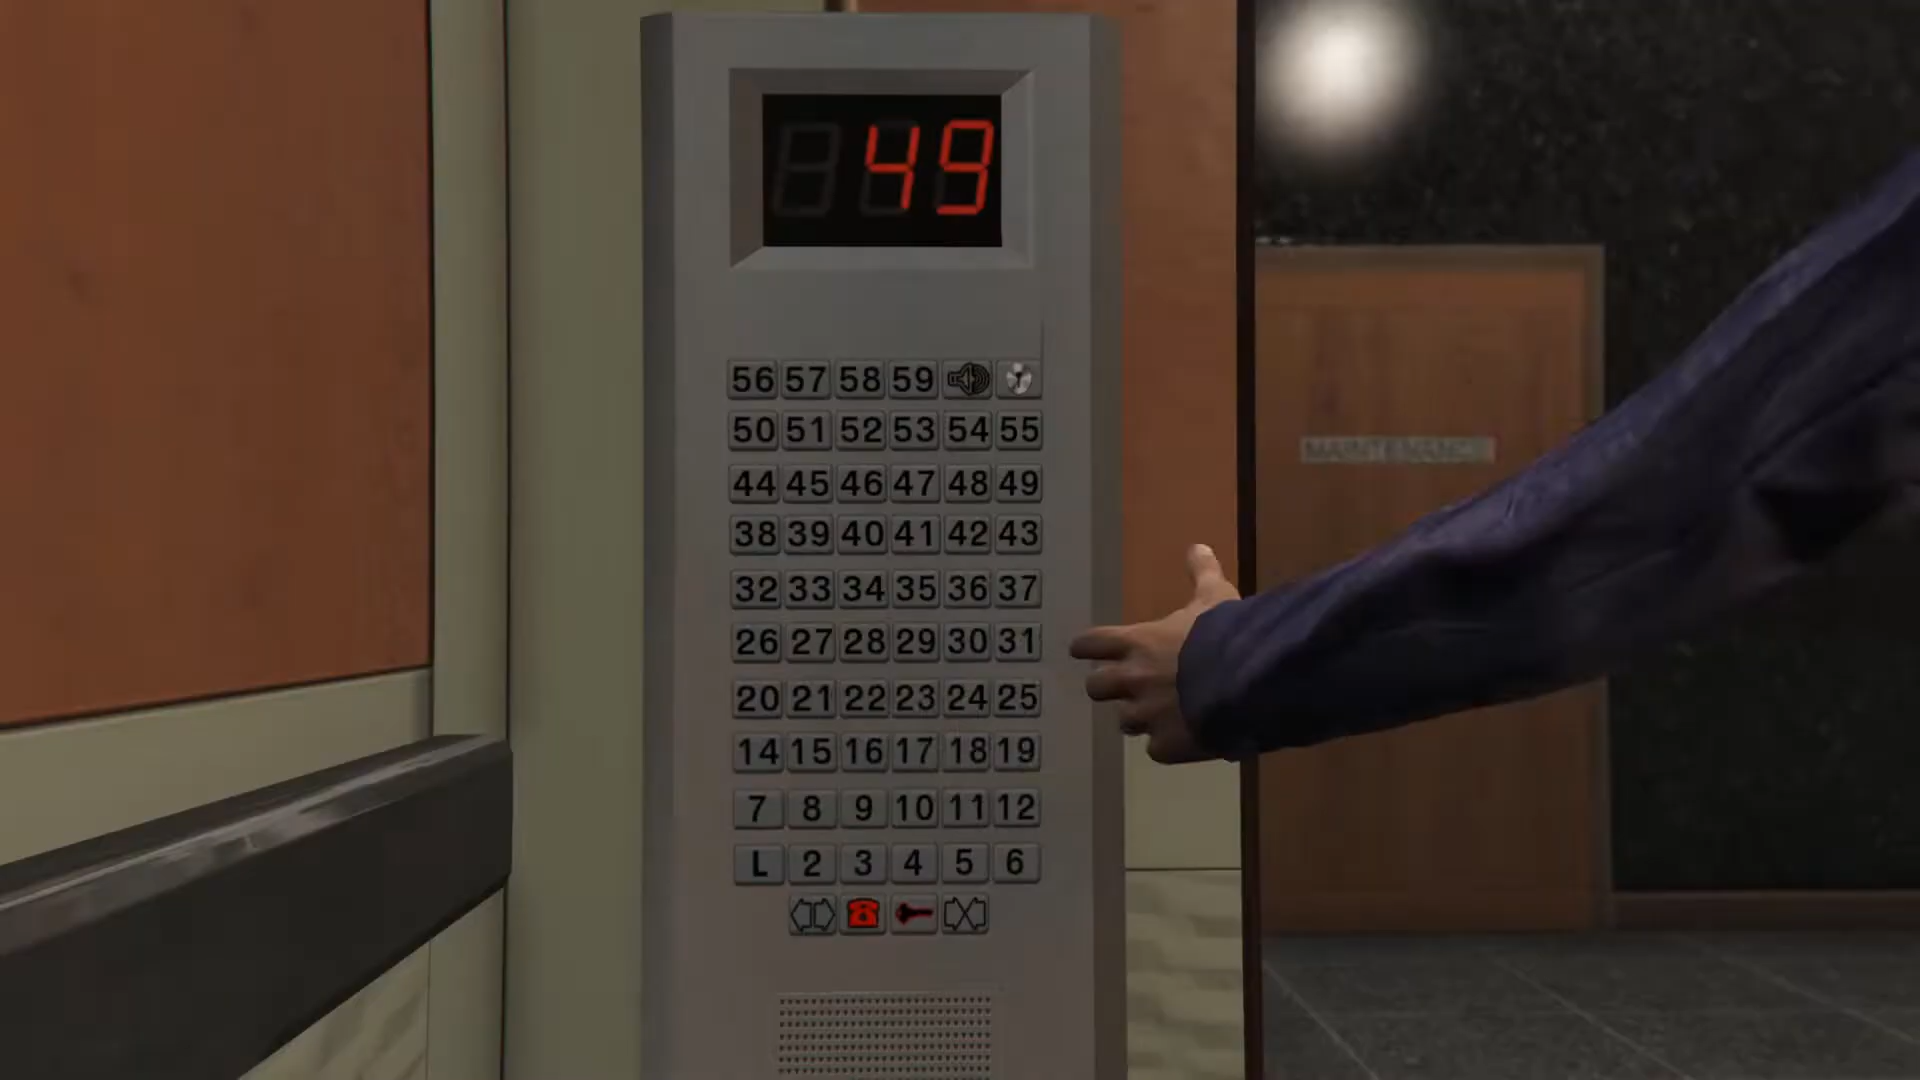 49
56 57 58 59
50 51 52 53 54 55
44 45 46 47 48 49
38 39 40 41 42 43
32 33 34 35 36 37
26 27 28 29 30 31
20 21 22 23 24 25
14 15 16 17 18 19
7 8 9 10 11 12
L 2 3 4 5 6
MAINTENANCE